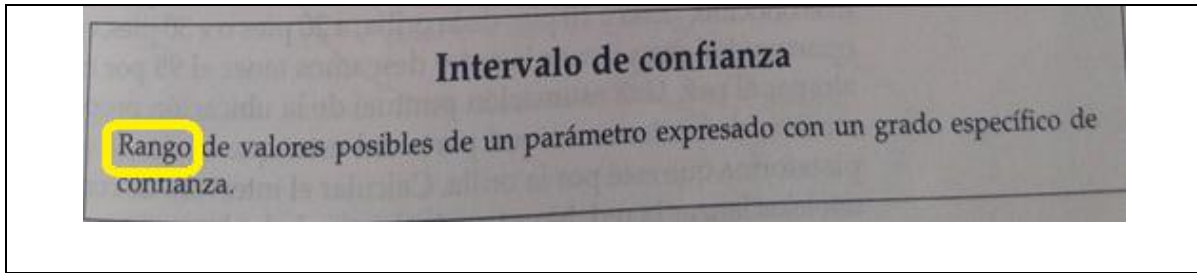 Intervalo de confianza
Rango de valores posibles de un parámetro expresado con un grado específico de
confianza.